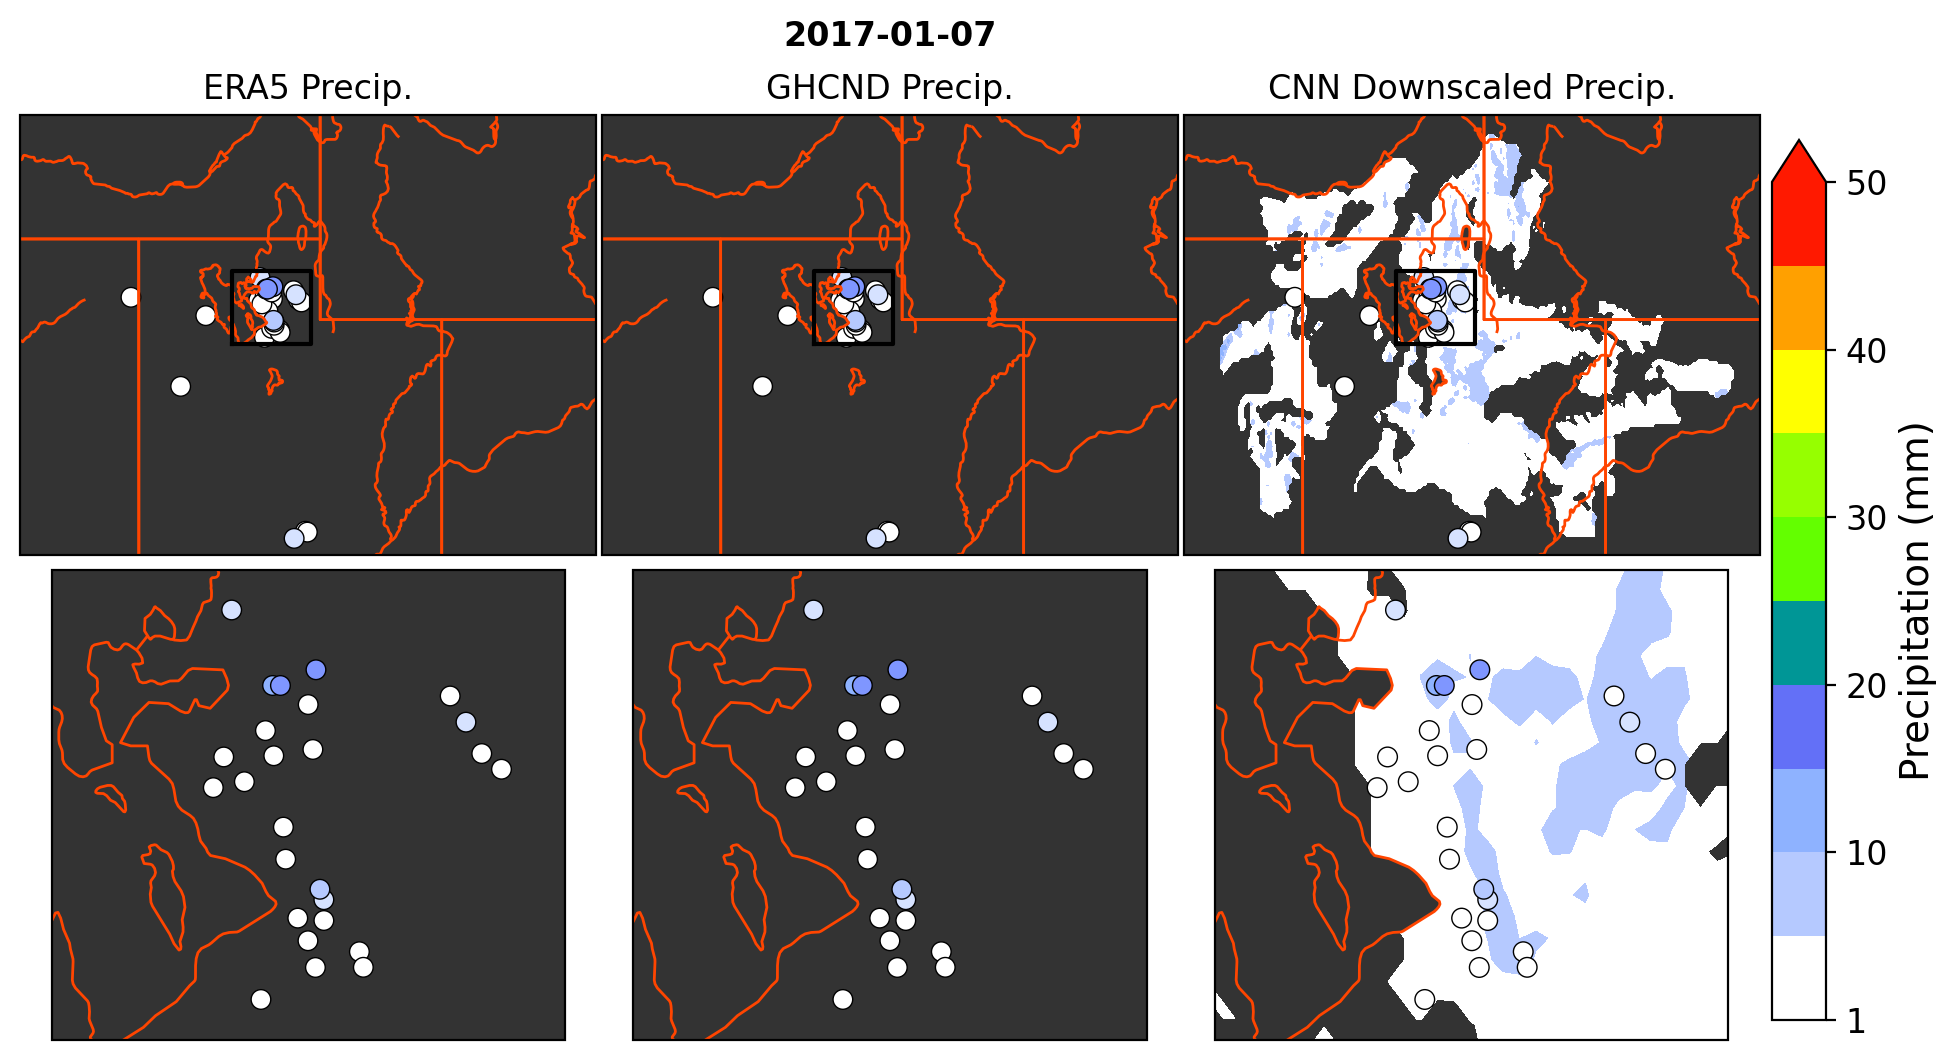 2017-01-07
ERA5 Precip.
GHCND Precip.
CNN Downscaled Precip.
50
40
30
20
10
1
Precipitation (mm)